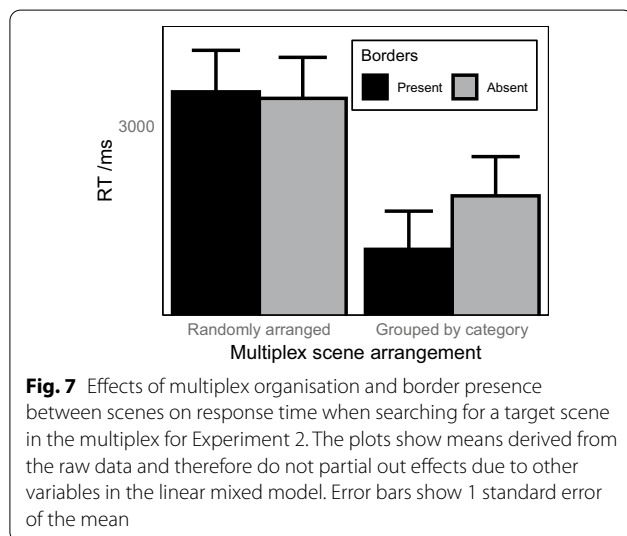 Borders
Present Absent
3000
RT /ms
Randomly arranged Grouped by category
Multiplex scene arrangement
Fig. 7 Effects of multiplex organisation and border presence
between scenes on response time when searching for a target scene
in the multiplex for Experiment 2. The plots show means derived from
the raw data and therefore do not partial out effects due to other
variables in the linear mixed model. Error bars show 1 standard error
of the mean